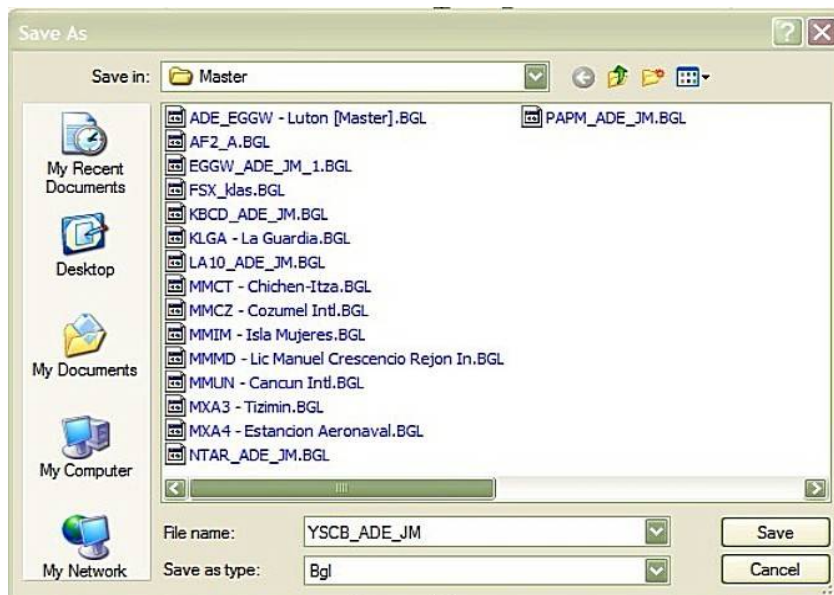 Save As
Save in: Master
My Recent Documents
Desktop
My Documents
My Computer
My Network
ADE_EGGW - Luton [Master].BGL
AF2_A.BGL
EGGW_ADE_JM_1.BGL
FSX_klas.BGL
KBCD_ADE_JM.BGL
KLGA - La Guardia.BGL
LA10_ADE_JM.BGL
MMCT - Chichen-Itza.BGL
MMCZ - Cozumel Intl.BGL
MMIM - Isla Mujeres.BGL
MMMD - Lic Manuel Crescencio Rejon In.BGL
MMUN - Cancun Intl.BGL
MXA3 - Tizimin.BGL
MXA4 - Estancion Aeronaval.BGL
NTAR_ADE_JM.BGL
PAPM_ADE_JM.BGL
File name: YSCB_ADE_JM Save
Save as type: Bgl Cancel